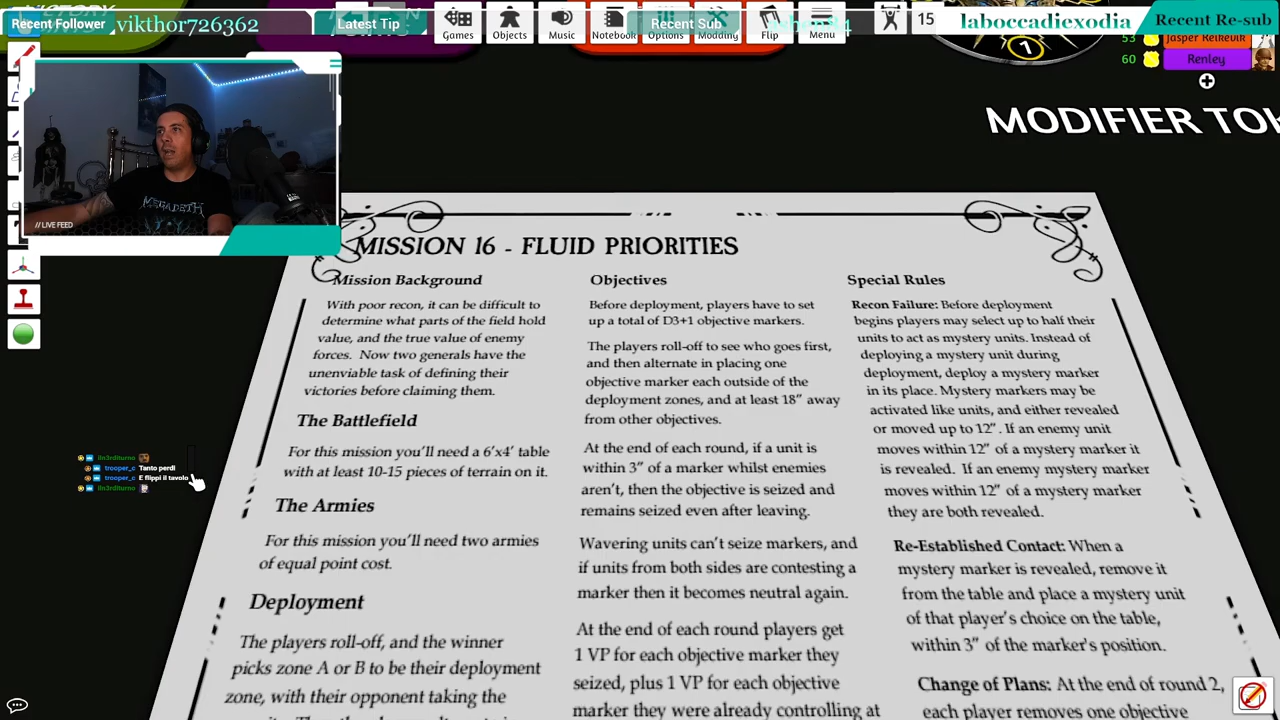 Recent Follower
vikthor726362
Latest Tip
Games
Objects
Music
Notebook
Recent Sub
Options
Modding
Flip
Menu
15
laboccadiexodia
Recent Re-sub
53
Jasper Reikevik
60
Renley
1
MODIFIER TOK
// LIVE FEED
MEGADETH
MISSION 16 - FLUID PRIORITIES
Mission Background
With poor recon, it can be difficult to
determine what parts of the field hold
value, and the true value of enemy
forces. Now two generals have the
unenviable task of defining their
victories before claiming them.
The Battlefield
For this mission you'll need a 6'x4' table
with at least 10-15 pieces of terrain on it.
The Armies
For this mission you'll need two armies
of equal point cost.
Deployment
The players roll-off, and the winner
picks zone A or B to be their deployment
zone, with their opponent taking the
Objectives
Before deployment, players have to set
up a total of D3+1 objective markers.
The players roll-off to see who goes first,
and then alternate in placing one
objective marker each outside of the
deployment zones, and at least 18" away
from other objectives.
At the end of each round, if a unit is
within 3" of a marker whilst enemies
aren't, then the objective is seized and
remains seized even after leaving.
Wavering units can't seize markers, and
if units from both sides are contesting a
marker then it becomes neutral again.
At the end of each round players get
1 VP for each objective marker they
seized, plus 1 VP for each objective
marker they were already controlling at
Special Rules
Recon Failure: Before deployment
begins players may select up to half their
units to act as mystery units. Instead of
deploying a mystery unit during
deployment, deploy a mystery marker
in its place. Mystery markers may be
activated like units, and either revealed
or moved up to 12". If an enemy unit
moves within 12" of a mystery marker it
is revealed. If an enemy mystery marker
moves within 12" of a mystery marker
they are both revealed.
Re-Established Contact: When a
mystery marker is revealed, remove it
from the table and place a mystery unit
of that player's choice on the table,
within 3" of the marker's position.
Change of Plans: At the end of round 2,
each player removes one objective
lin3rditurno
trooper_c Tanto perdi
trooper_c E flippi il tavolo
lin3rditurno